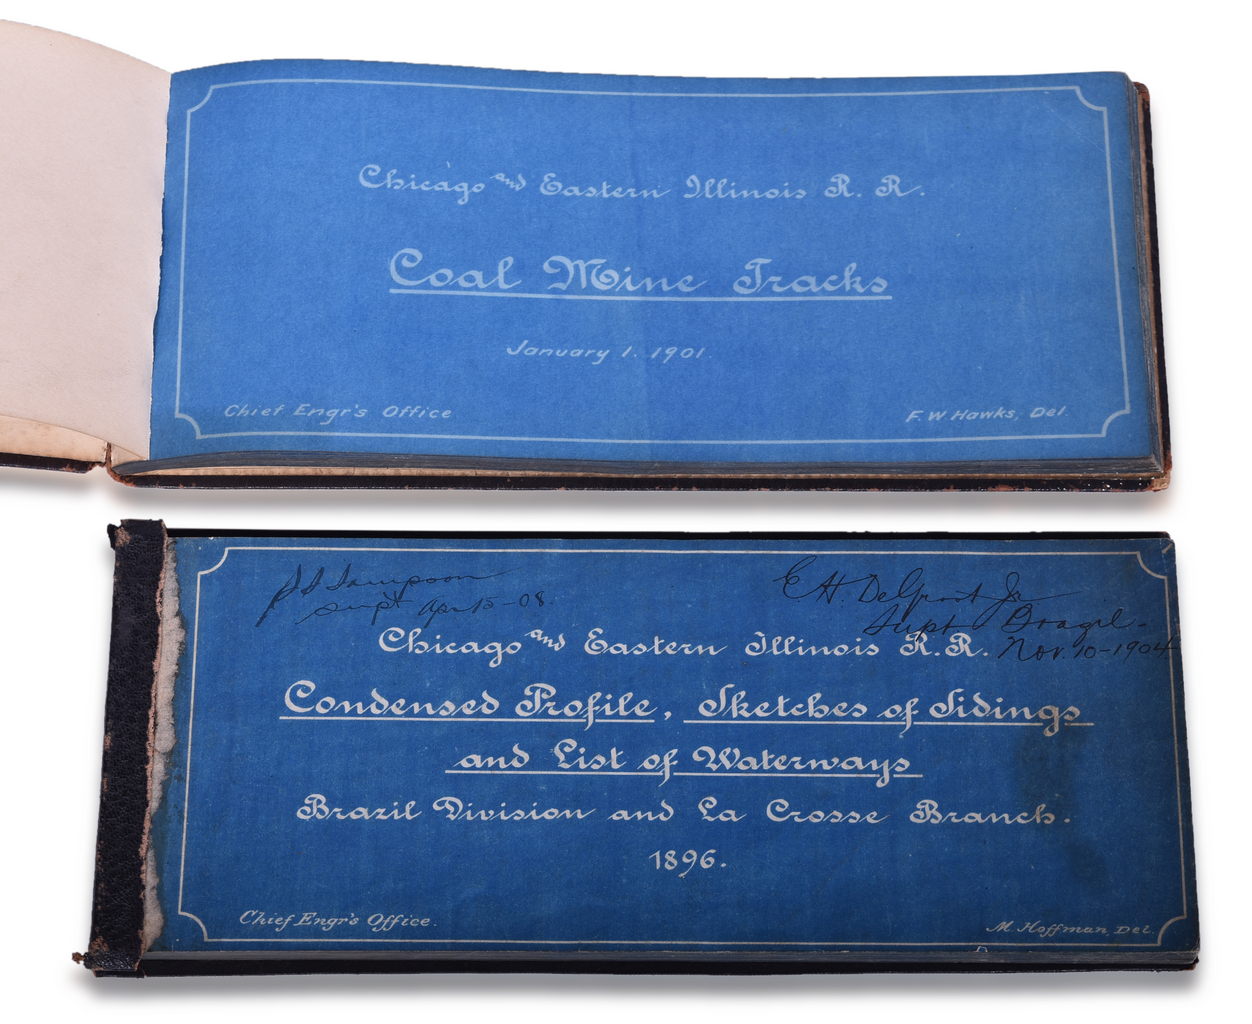 Chicago and Eastern Illinois R. R.
Coal Mine Tracks
January 1. 1901.
Chief Engr's Office
F. W. Hawks, Del.
Supt Apr 15-08.
C. H. Jr
Supt Brazil-
Nov. 10-1904
Chicago and Eastern Illinois R.R.
Condensed Profile, Sketches of Sidings
and List of Waterways
Brazil Division and La Crosse Branch.
1896.
Chief Engr's Office.
M. Hoffman, Del.